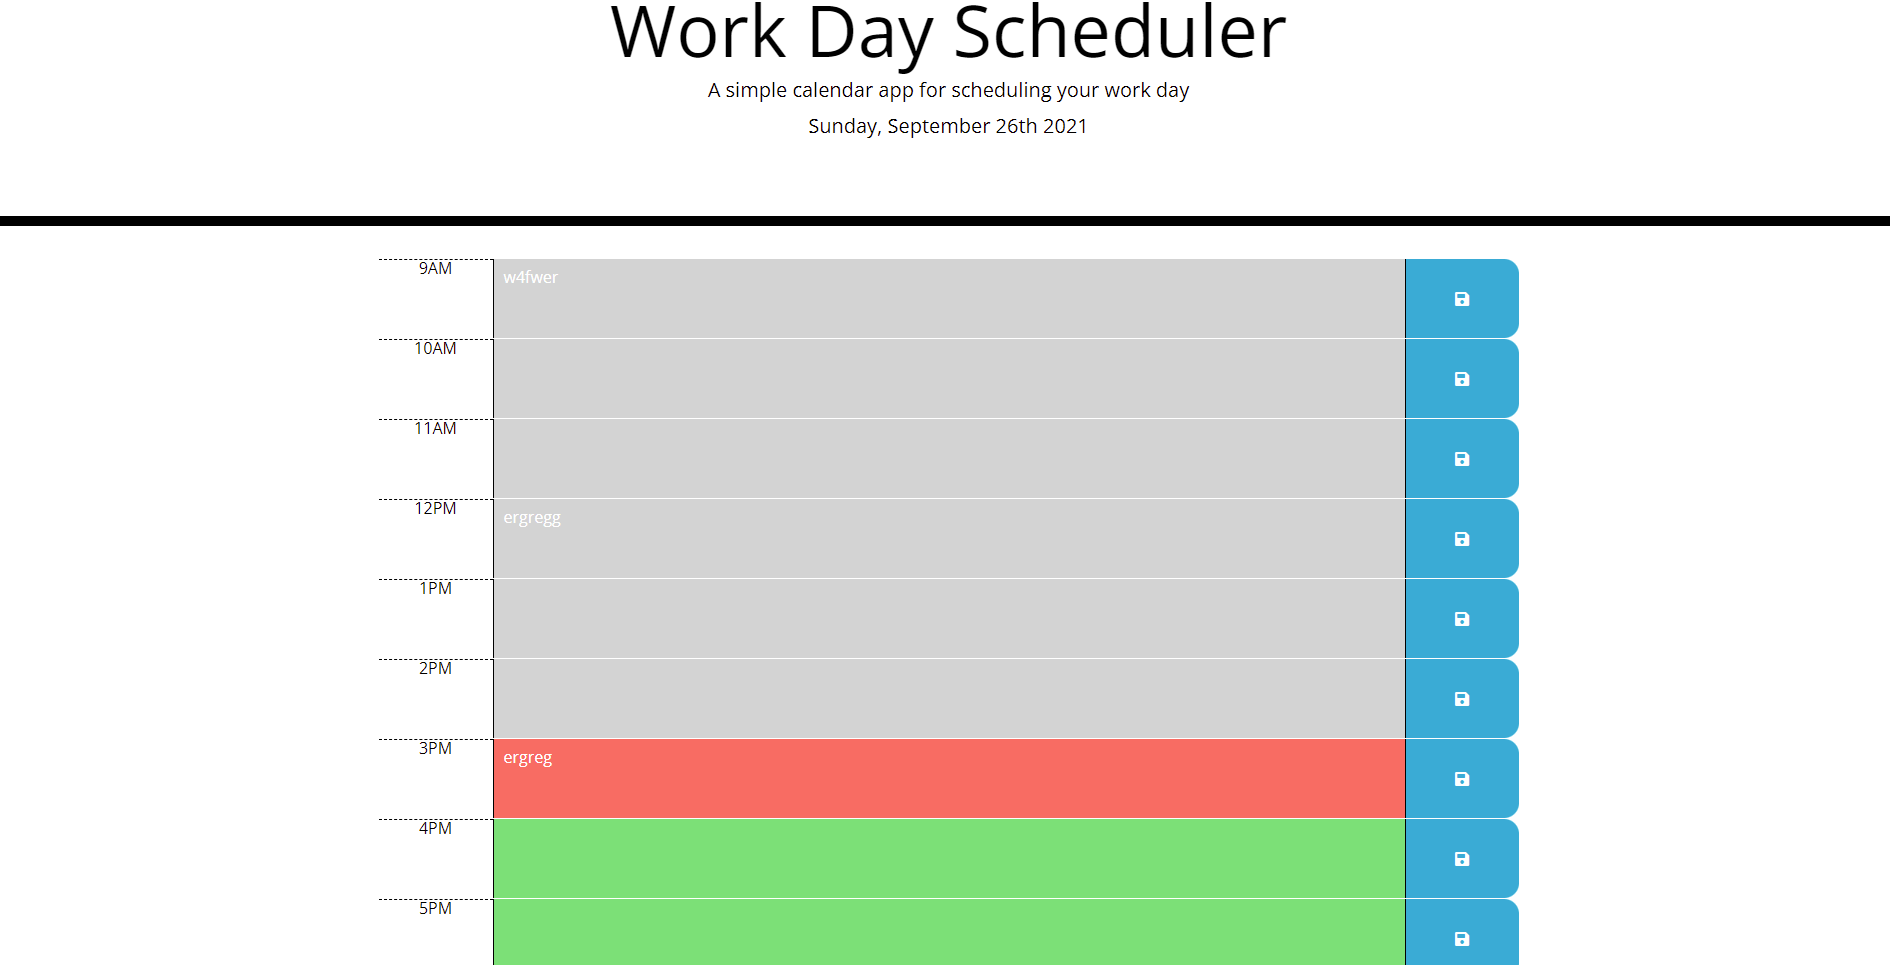 Work Day Scheduler
A simple calendar app for scheduling your work day
Sunday, September 26th 2021
9AM
w4fwer
10AM
11AM
12PM
ergregg
1PM
2PM
3PM
ergreg
4PM
5PM